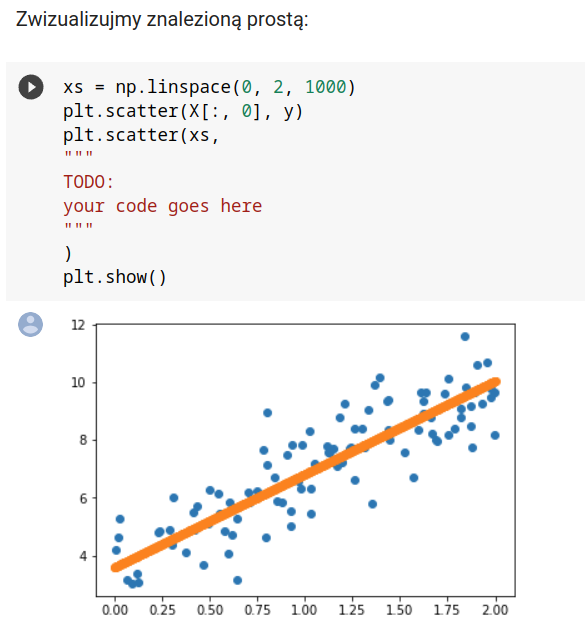 Zwizualizujmy znalezioną prostą:
xs = np.linspace(0, 2, 1000)
plt.scatter(X[:, 0], y)
plt.scatter(xs,
"""
TODO:
your code goes here
"""
)
plt.show()
12
10
8
6
4
0.00 0.25 0.50 0.75 1.00 1.25 1.50 1.75 2.00